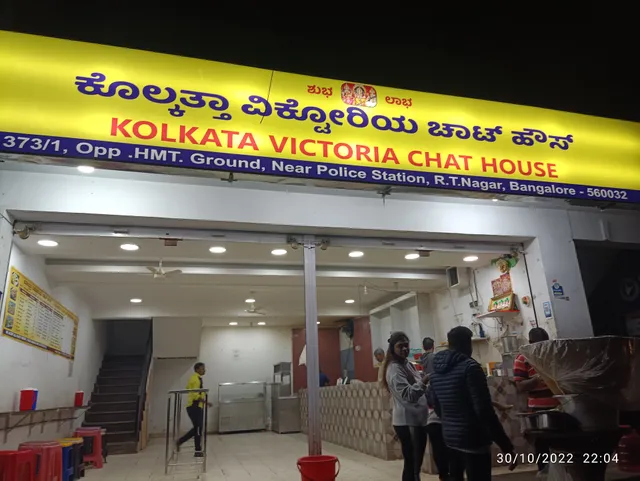 ಶುಭ ಲಾಭ
ಕೊಲ್ಕತ್ತಾ ವಿಕ್ಟೋರಿಯ ಚಾಟ್ ಹೌಸ್
KOLKATA VICTORIA CHAT HOUSE
373/1, Opp .HMT. Ground, Near Police Station, R.T.Nagar, Bangalore - 560032
30/10/2022 22:04